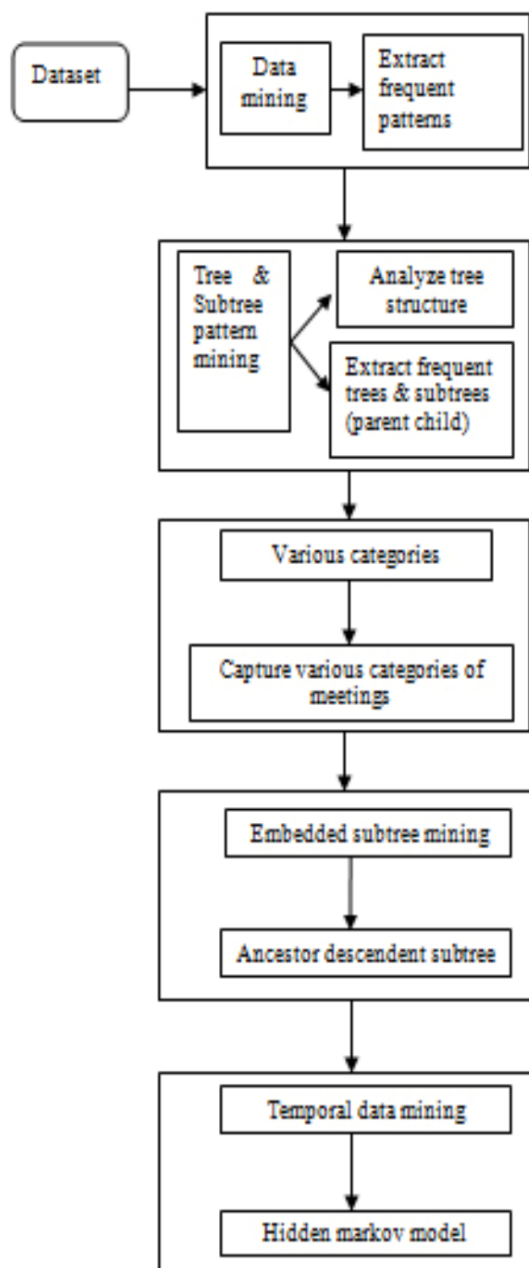 Dataset
Data
mining
Extract
frequent
patterns
Tree &
Subtree
pattern
mining
Analyze tree
structure
Extract frequent
trees & subtrees
(parent child)
Various categories
Capture various categories of
meetings
Embedded subtree mining
Ancestor descendent subtree
Temporal data mining
Hidden markov model